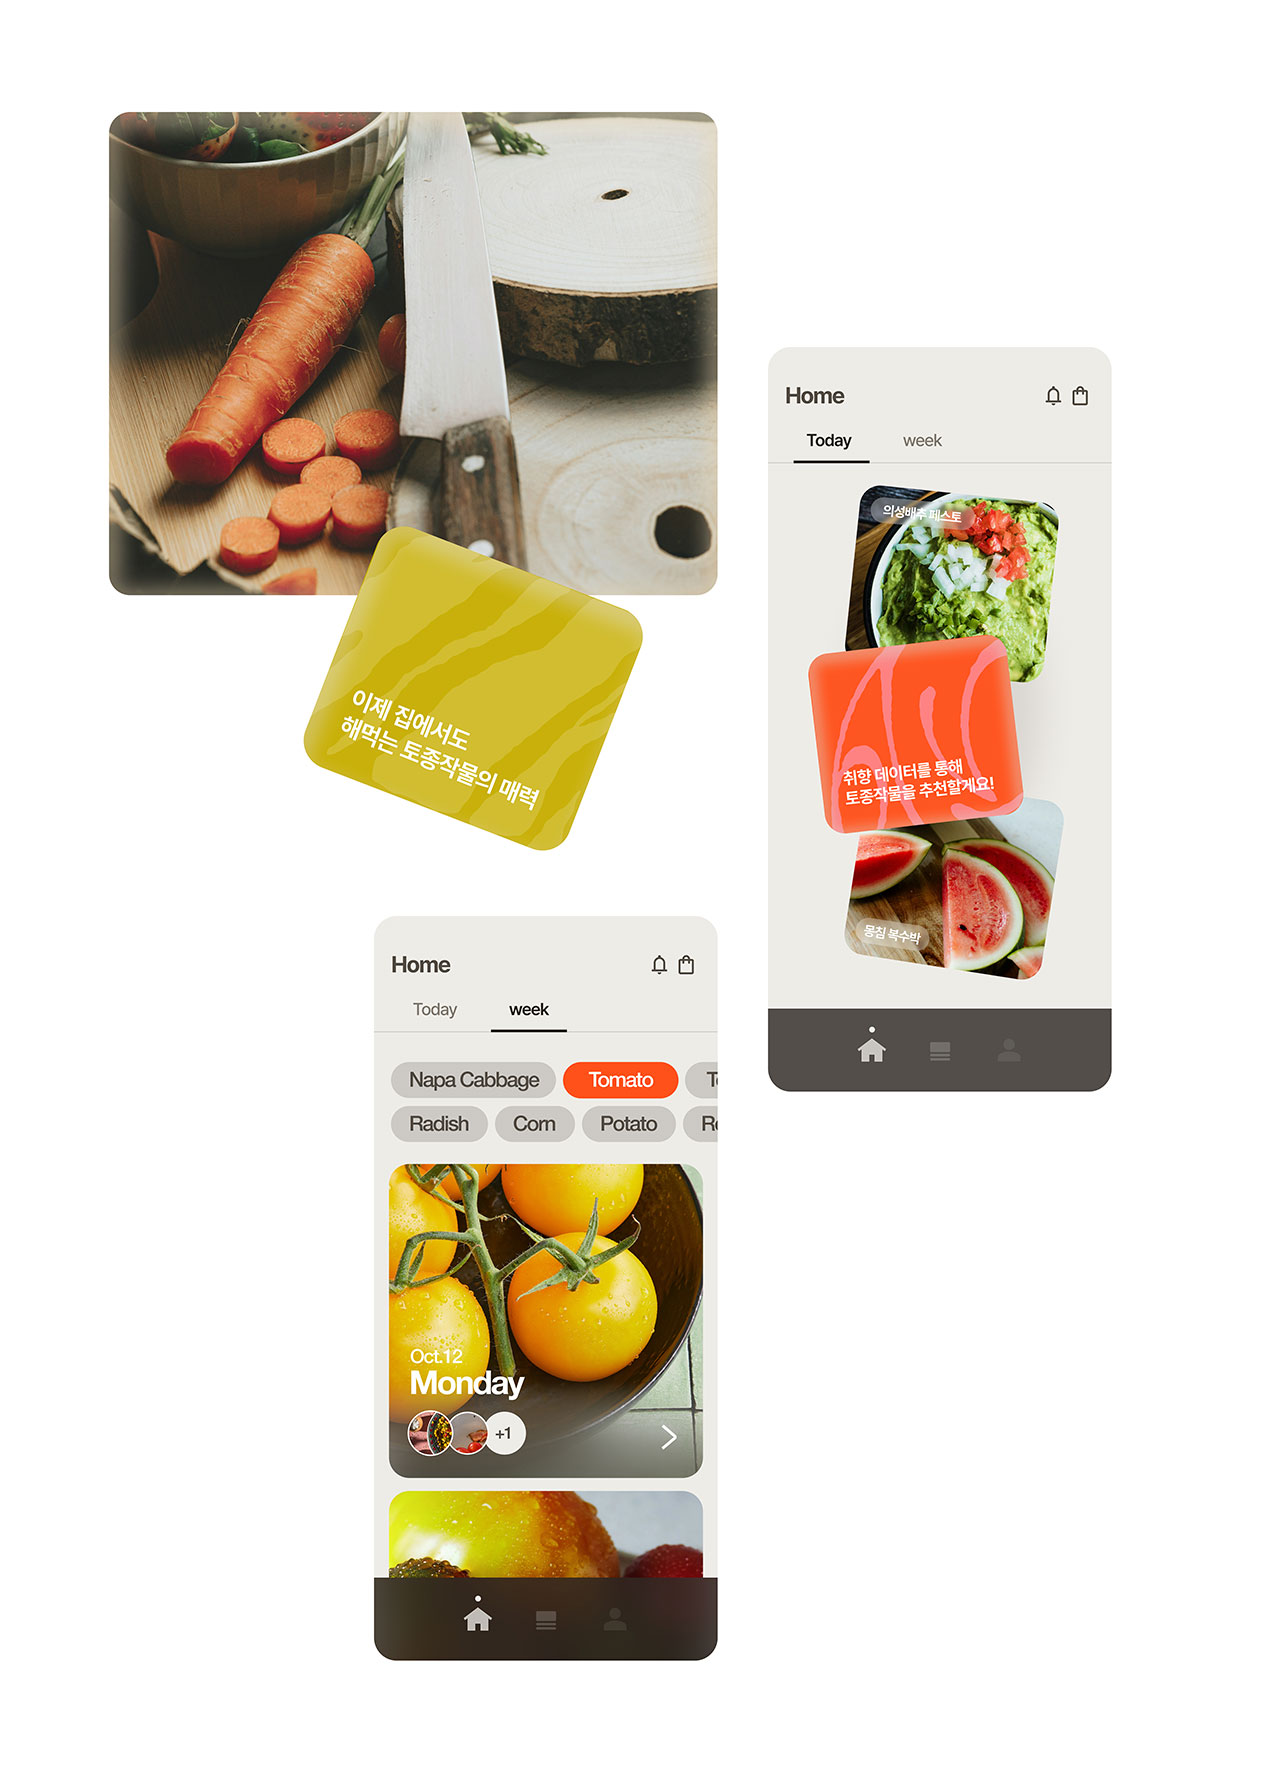 이제 집에서도
해먹는 토종작물의 매력
Home
Today
week
의성배추 페스토
취향 데이터를 통해
토종작물을 추천할게요!
뭉침 복수박
Home
Today
week
Napa Cabbage
Tomato
Radish
Corn
Potato
Oct.12
Monday
+1